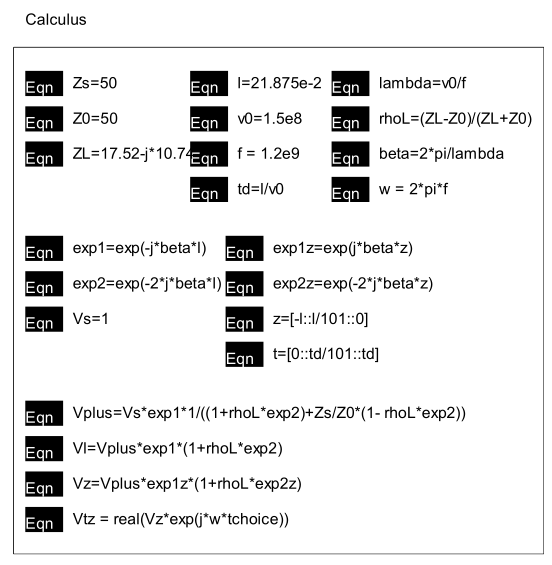 Calculus
Eqn Zs=50 Eqn l=21.875e-2 Eqn lambda=v0/f
Eqn Z0=50 Eqn v0=1.5e8 Eqn rhoL=(ZL-Z0)/(ZL+Z0)
Eqn ZL=17.52-j*10.74 Eqn f = 1.2e9 Eqn beta=2*pi/lambda
Eqn td=l/v0 Eqn w = 2*pi*f
Eqn exp1=exp(-j*beta*l) Eqn exp1z=exp(j*beta*z)
Eqn exp2=exp(-2*j*beta*l) Eqn exp2z=exp(-2*j*beta*z)
Eqn Vs=1 Eqn z=[-l::l/101::0]
Eqn t=[0::td/101::td]
Eqn Vplus=Vs*exp1*1/((1+rhoL*exp2)+Zs/Z0*(1- rhoL*exp2))
Eqn Vl=Vplus*exp1*(1+rhoL*exp2)
Eqn Vz=Vplus*exp1z*(1+rhoL*exp2z)
Eqn Vtz = real(Vz*exp(j*w*tchoice))